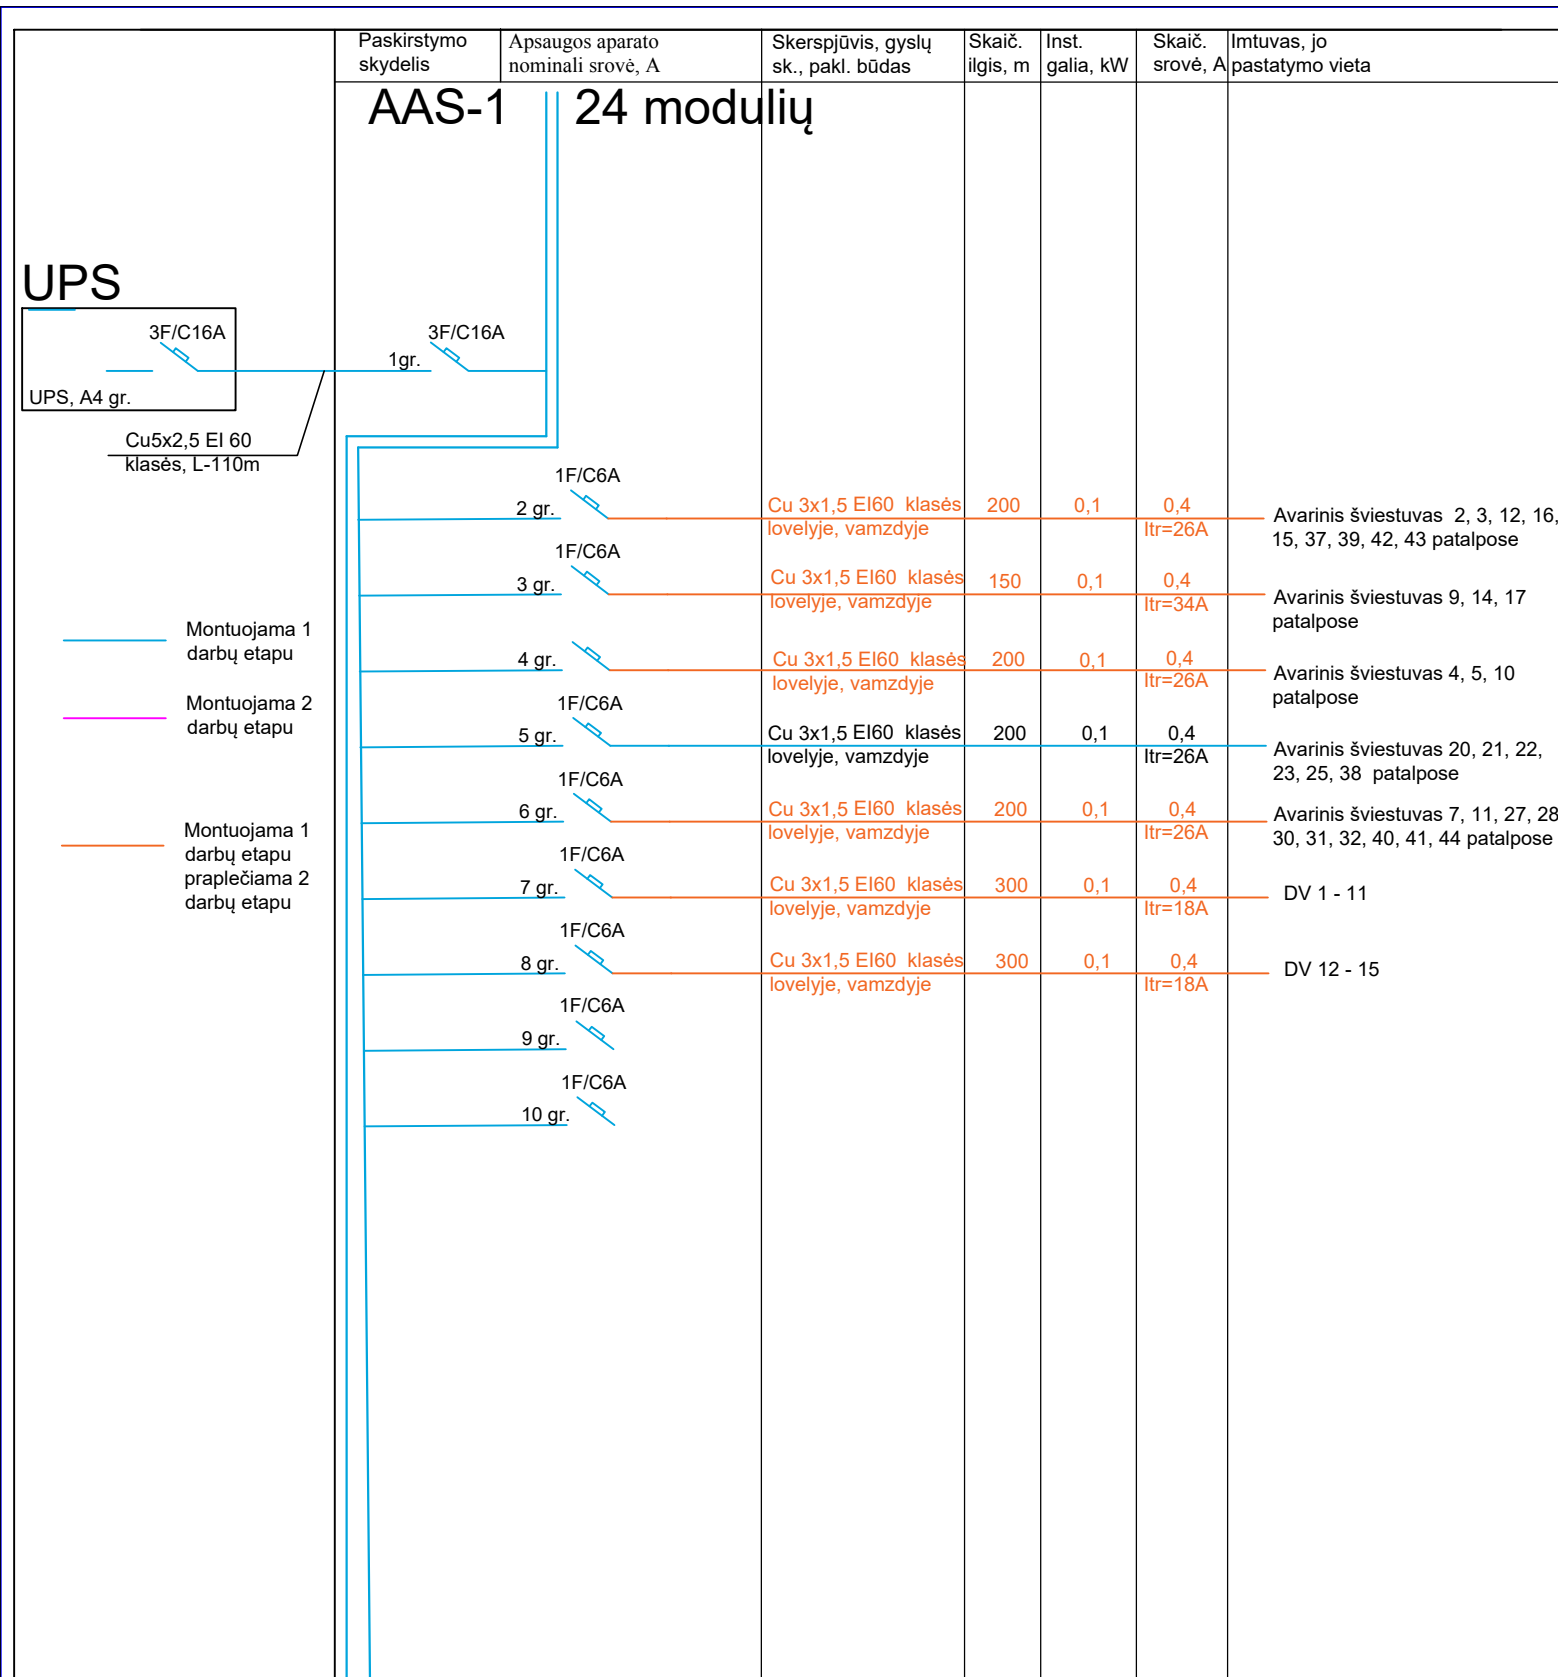 Paskirstymo
skydelis
Apsaugos aparato
nominali srovė, A
Skerspjūvis, gyslų
sk., pakl. būdas
Skaič.
ilgis, m
Inst.
galia, kW
Skaič.
srovė, A
Imtuvas, jo
pastatymo vieta
AAS-1 24 modulių
UPS
3F/C16A
UPS, A4 gr.
1gr.
3F/C16A
Cu5x2,5 EI 60
klasės, L-110m
1F/C6A
2 gr.
Cu 3x1,5 EI60 klasės
lovelyje, vamzdyje
200
0,1
0,4
Itr=26A
Avarinis šviestuvas 2, 3, 12, 16,
15, 37, 39, 42, 43 patalpose
1F/C6A
3 gr.
Cu 3x1,5 EI60 klasės
lovelyje, vamzdyje
150
0,1
0,4
Itr=34A
Avarinis šviestuvas 9, 14, 17
patalpose
4 gr.
Cu 3x1,5 EI60 klasės
lovelyje, vamzdyje
200
0,1
0,4
Itr=26A
Avarinis šviestuvas 4, 5, 10
patalpose
1F/C6A
5 gr.
Cu 3x1,5 EI60 klasės
lovelyje, vamzdyje
200
0,1
0,4
Itr=26A
Avarinis šviestuvas 20, 21, 22,
23, 25, 38 patalpose
1F/C6A
6 gr.
Cu 3x1,5 EI60 klasės
lovelyje, vamzdyje
200
0,1
0,4
Itr=26A
Avarinis šviestuvas 7, 11, 27, 28
30, 31, 32, 40, 41, 44 patalpose
1F/C6A
7 gr.
Cu 3x1,5 EI60 klasės
lovelyje, vamzdyje
300
0,1
0,4
Itr=18A
DV 1 - 11
1F/C6A
8 gr.
Cu 3x1,5 EI60 klasės
lovelyje, vamzdyje
300
0,1
0,4
Itr=18A
DV 12 - 15
1F/C6A
9 gr.
1F/C6A
10 gr.
Montuojama 1
darbų etapu
Montuojama 2
darbų etapu
Montuojama 1
darbų etapu
praplečiama 2
darbų etapu